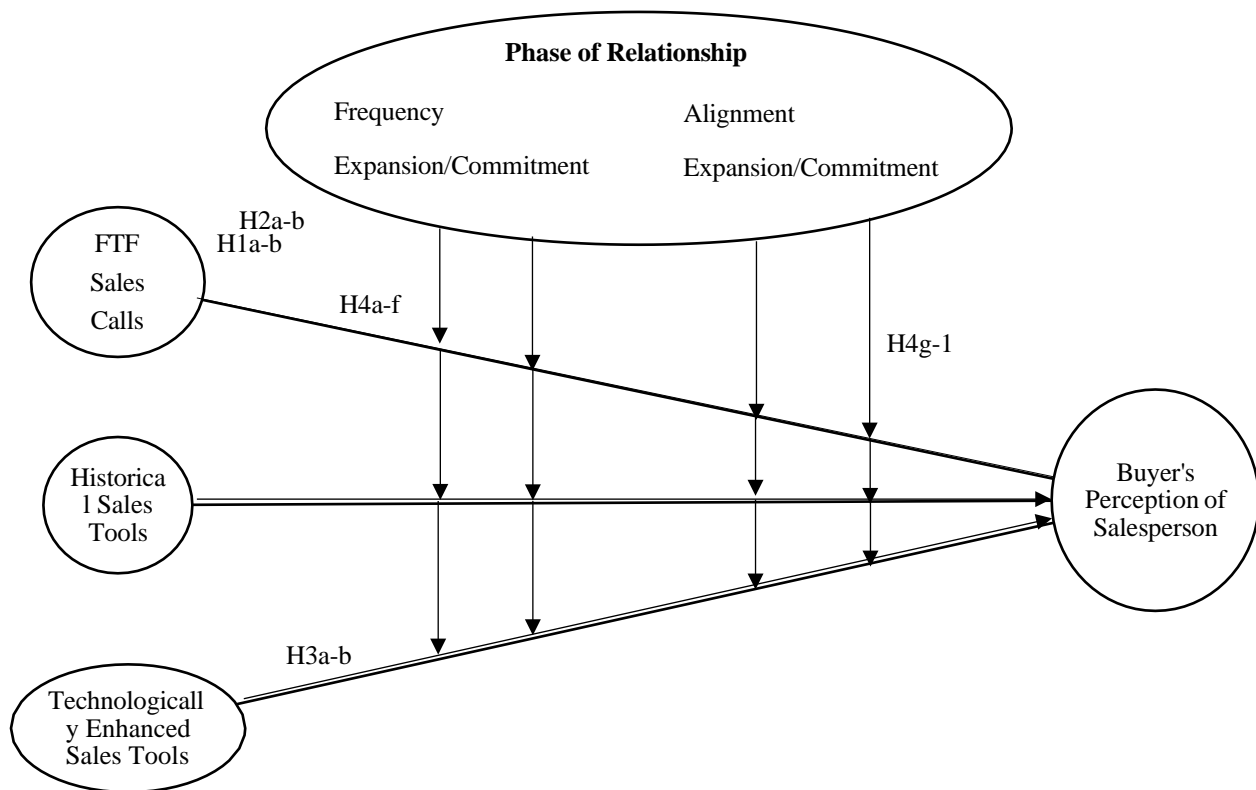 Phase of Relationship
Frequency
Alignment
Expansion/Commitment
Expansion/Commitment
H2a-b
H1a-b
FTF
Sales
Calls
H4a-f
H4g-1
Historica
l Sales
Tools
Buyer's
Perception of
Salesperson
H3a-b
Technologicall
y Enhanced
Sales Tools